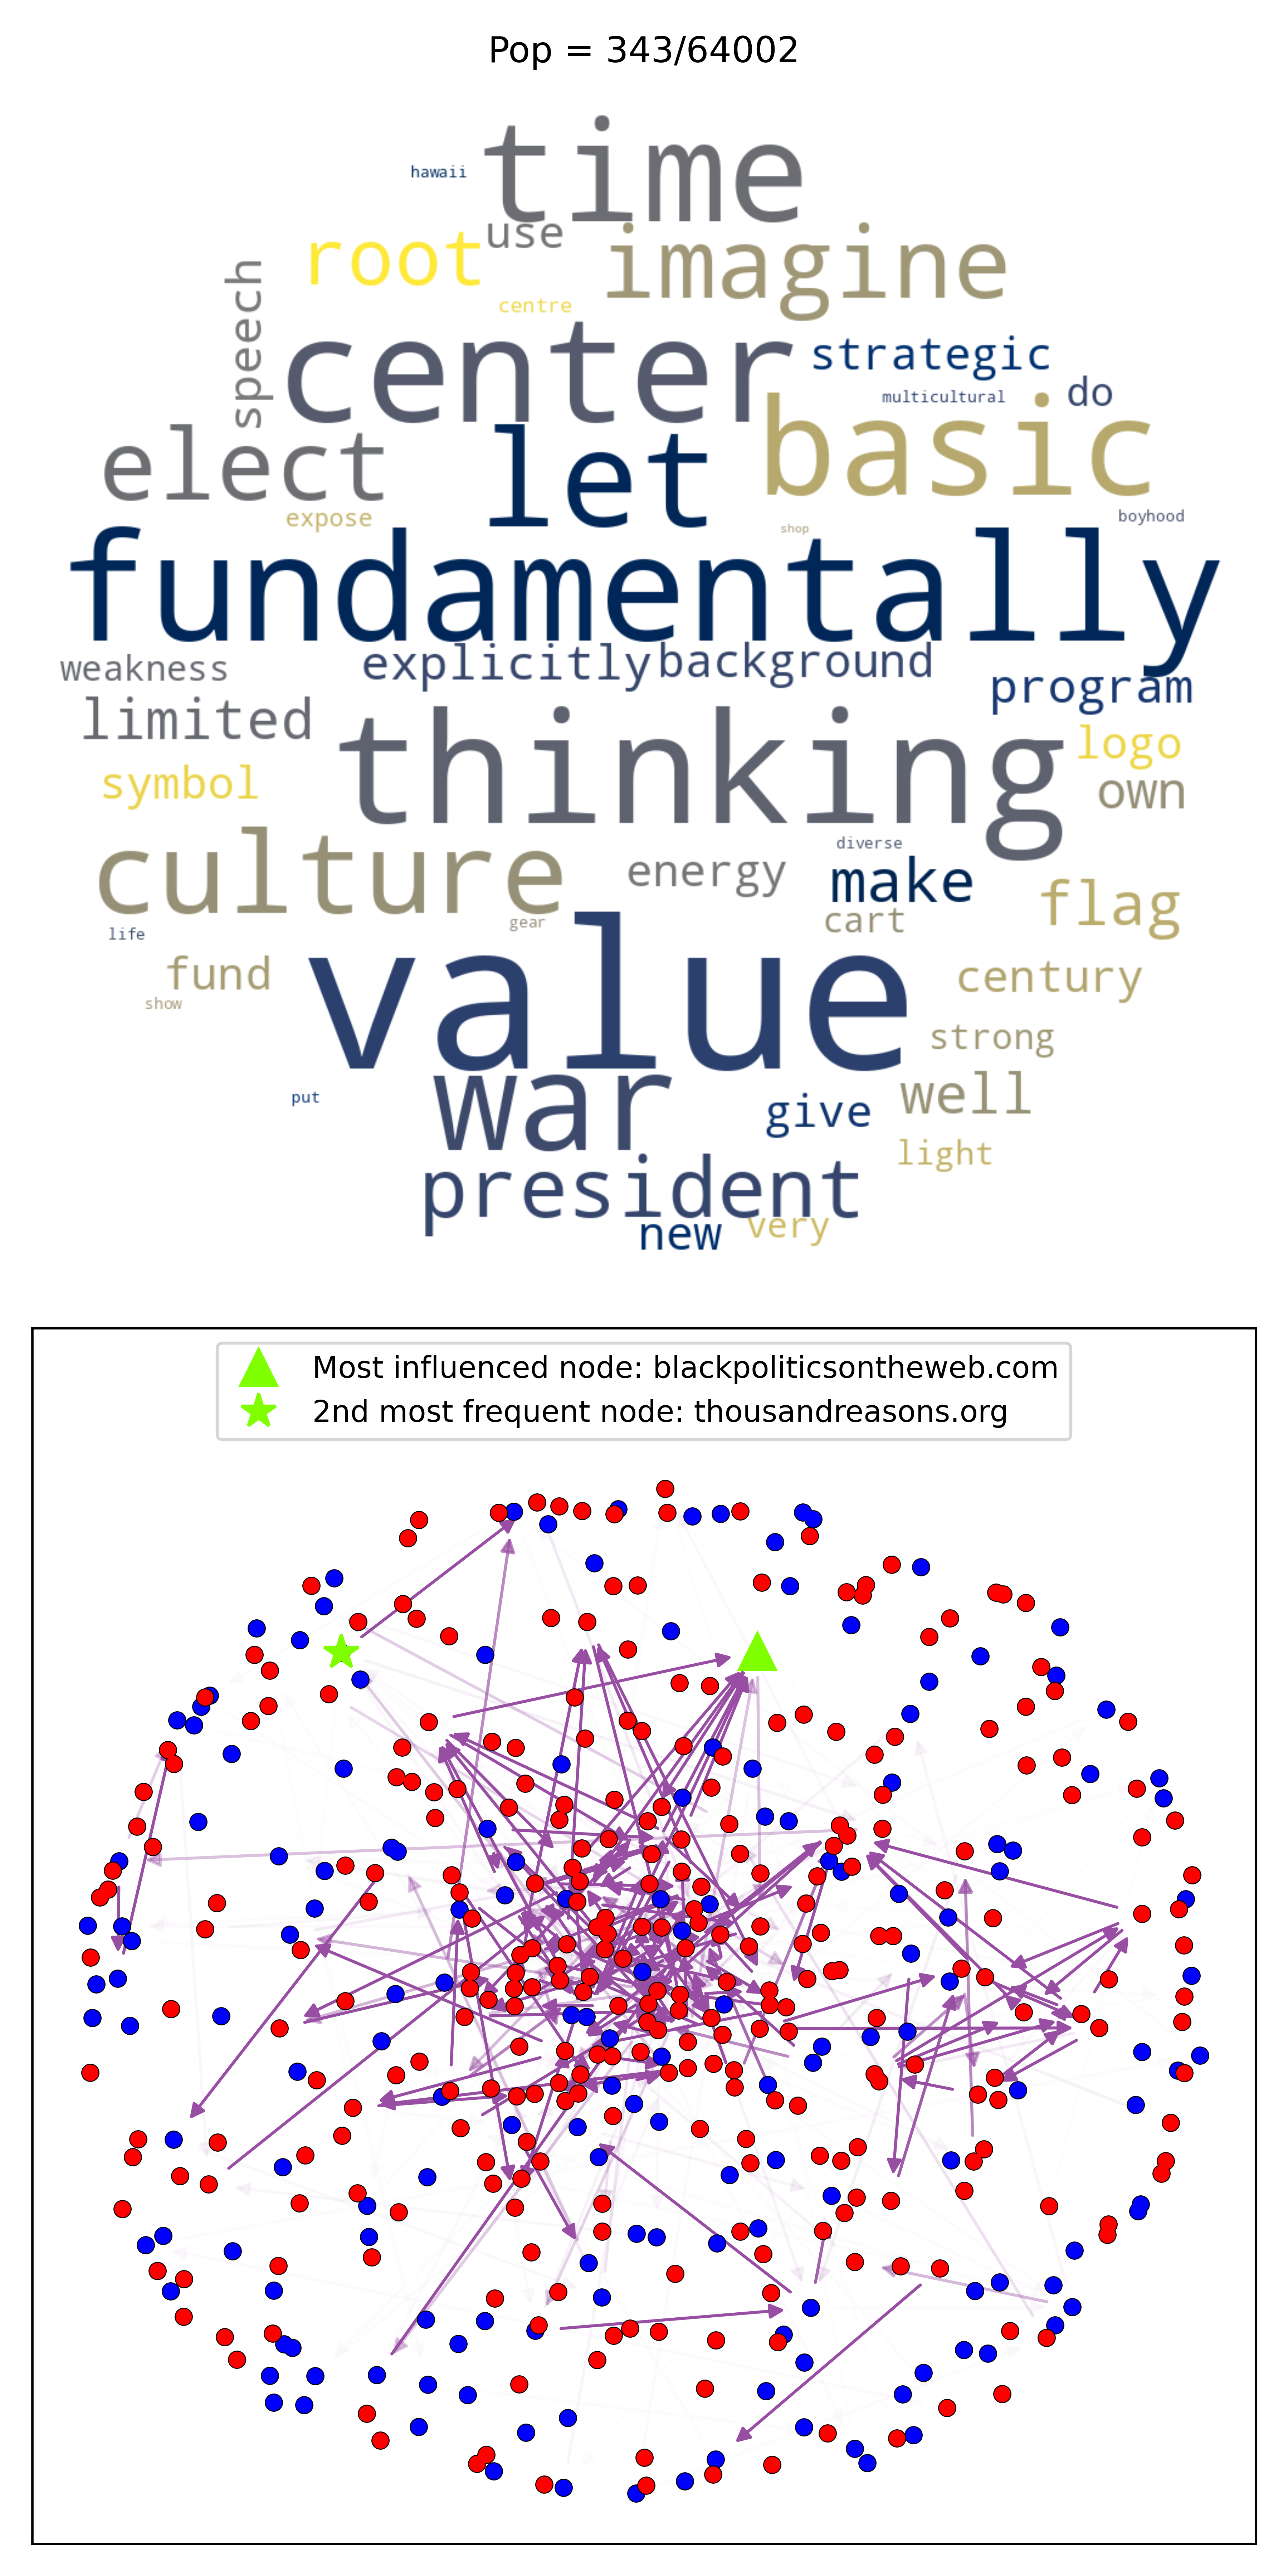 Pop = 343/64002
time
hawaii
use
root
imagine
speech
centre
center
strategic
multicultural
do
basic
elect
let
expose
shop
boyhood
fundamentally
weakness
explicitly
background
program
limited
thinking
logo
symbol
own
culture
diverse
energy
make
cart
flag
life
gear
value
fund
century
show
strong
war
put
give
well
light
president
new
very
Most influenced node: blackpoliticsontheweb.com
2nd most frequent node: thousandreasons.org